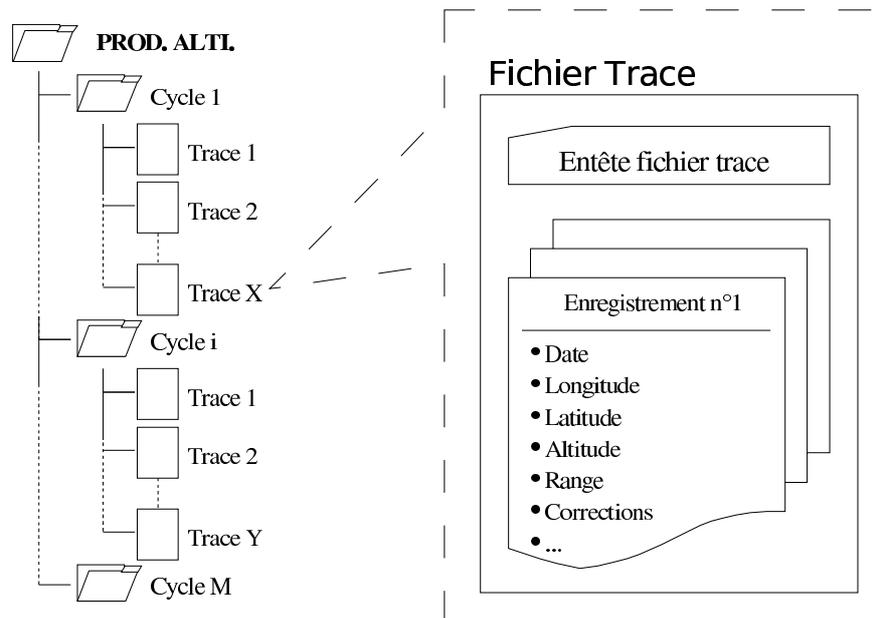 PROD. ALTI.
Cycle 1
Trace 1
Trace 2
Trace X
Cycle i
Trace 1
Trace 2
Trace Y
Cycle M
Fichier Trace
Entête fichier trace
Enregistrement n°1
• Date
• Longitude
• Latitude
• Altitude
• Range
• Corrections
• ...